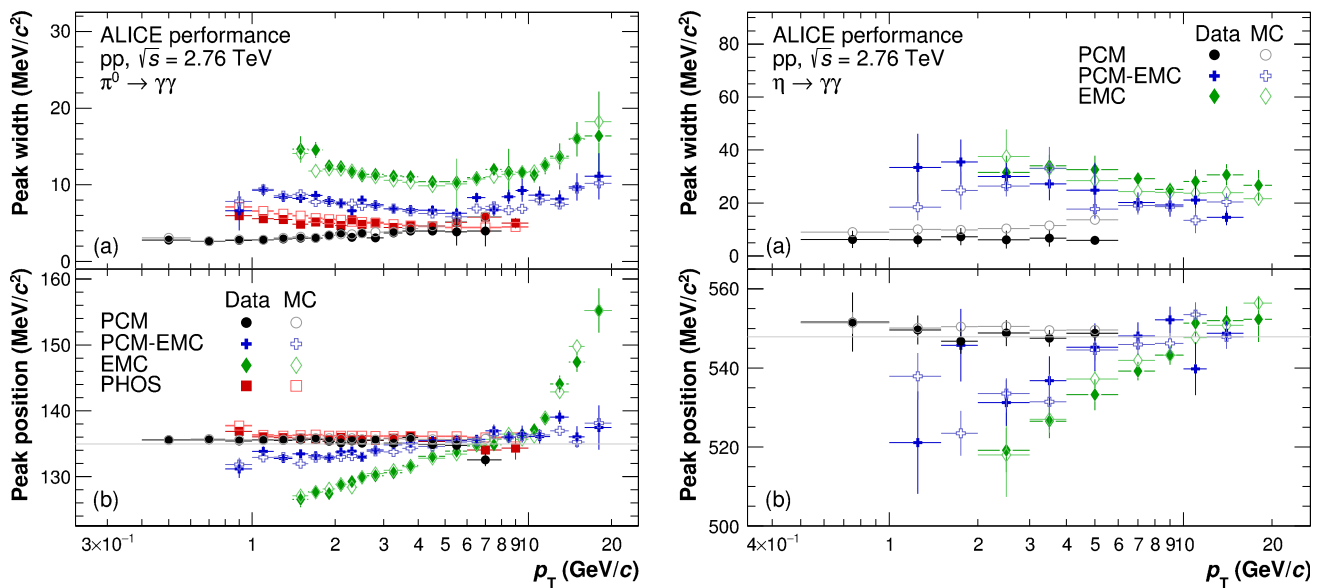 Peak width (MeV/c²)
30
20
10
0
ALICE performance
pp, √s = 2.76 TeV
π⁰ → γγ
(a)
Peak position (MeV/c²)
160
150
140
130
Data MC
PCM
PCM-EMC
EMC
PHOS
(b)
3×10⁻¹ 1 2 3 4 5 6 7 8 910 20
p_T (GeV/c)
Peak width (MeV/c²)
80
60
40
20
0
ALICE performance
pp, √s = 2.76 TeV
η → γγ
Data MC
PCM
PCM-EMC
EMC
(a)
Peak position (MeV/c²)
560
540
520
500
(b)
4×10⁻¹ 1 2 3 4 5 6 7 8 910 20
p_T (GeV/c)